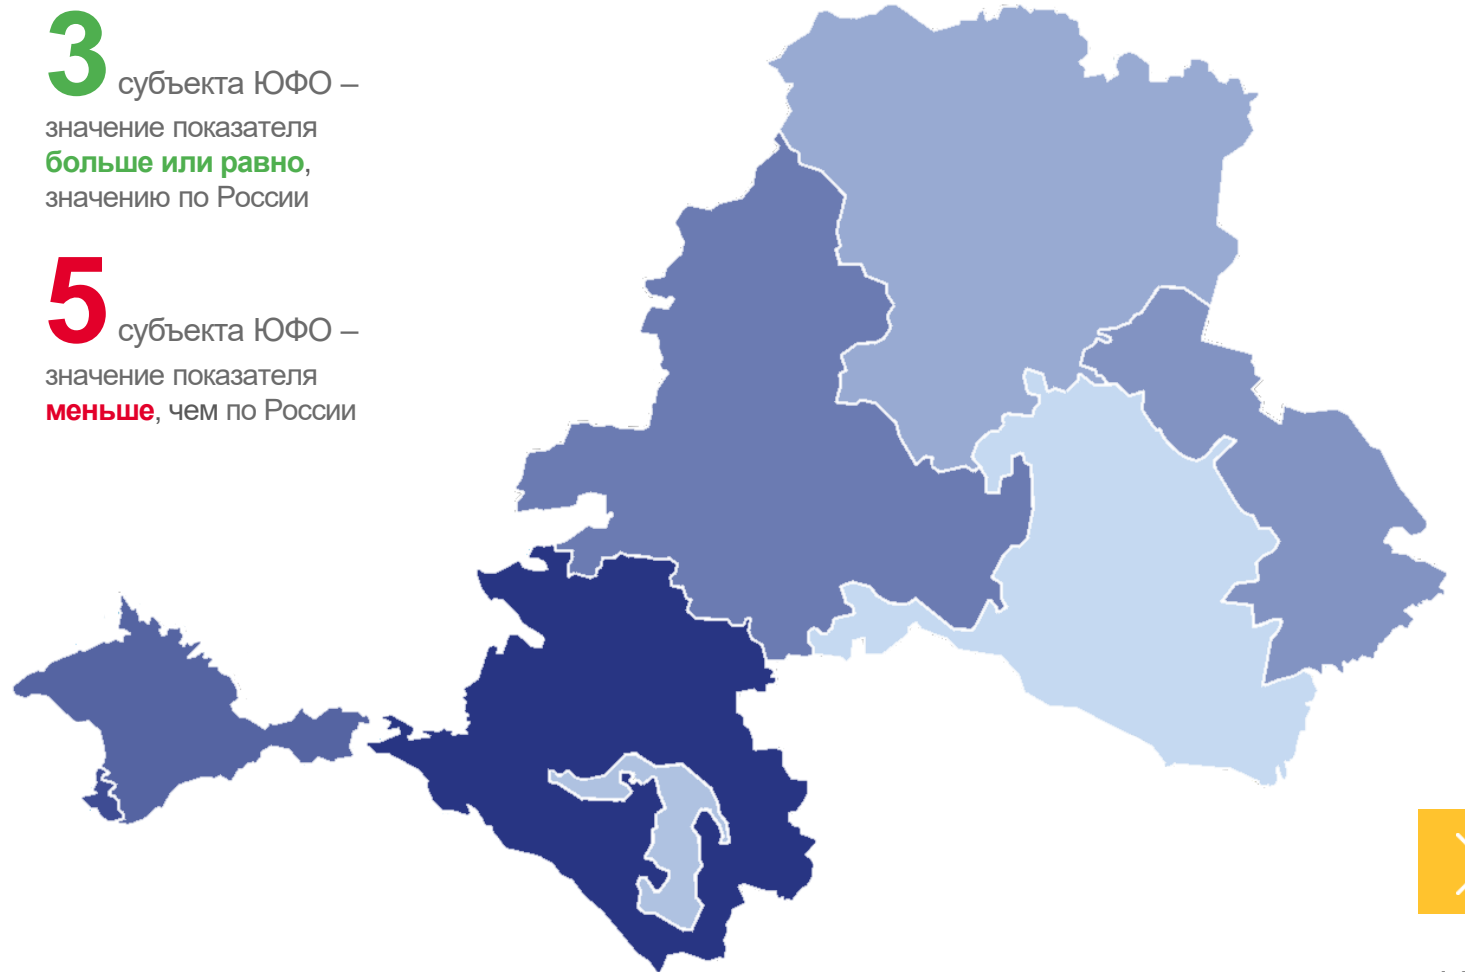 3 субъекта ЮФО –
значение показателя
больше или равно,
значению по России
5 субъекта ЮФО –
значение показателя
меньше, чем по России